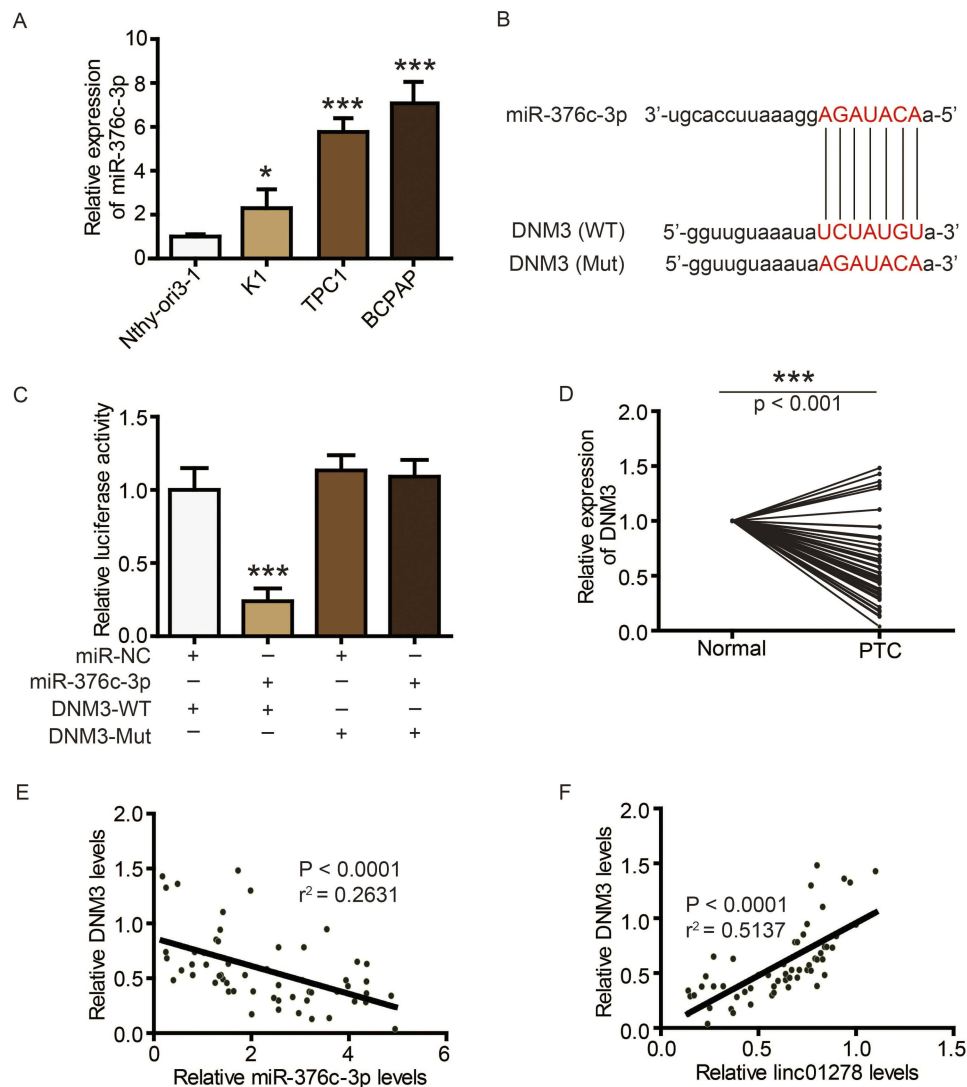 A
Relative expression
of miR-376c-3p
10
8
6
4
2
0
*
***
***
Nthy-ori3-1
K1
TPC1
BCPAP
B
miR-376c-3p 3'-ugcaccuuaaaggAGAUACAa-5'
DNM3 (WT) 5'-gguuguaaauaUCUAUGUa-3'
DNM3 (Mut) 5'-gguuguaaauaAGAUACAa-3'
C
Relative luciferase activity
1.5
1.0
0.5
0.0
***
miR-NC + – + –
miR-376c-3p – + – +
DNM3-WT + + – –
DNM3-Mut – – + +
D
***
p < 0.001
Relative expression
of DNM3
2.0
1.5
1.0
0.5
0.0
Normal
PTC
E
Relative DNM3 levels
2.0
1.5
1.0
0.5
0.0
P < 0.0001
r² = 0.2631
0 2 4 6
Relative miR-376c-3p levels
F
Relative DNM3 levels
2.0
1.5
1.0
0.5
0.0
P < 0.0001
r² = 0.5137
0.0 0.5 1.0 1.5
Relative linc01278 levels